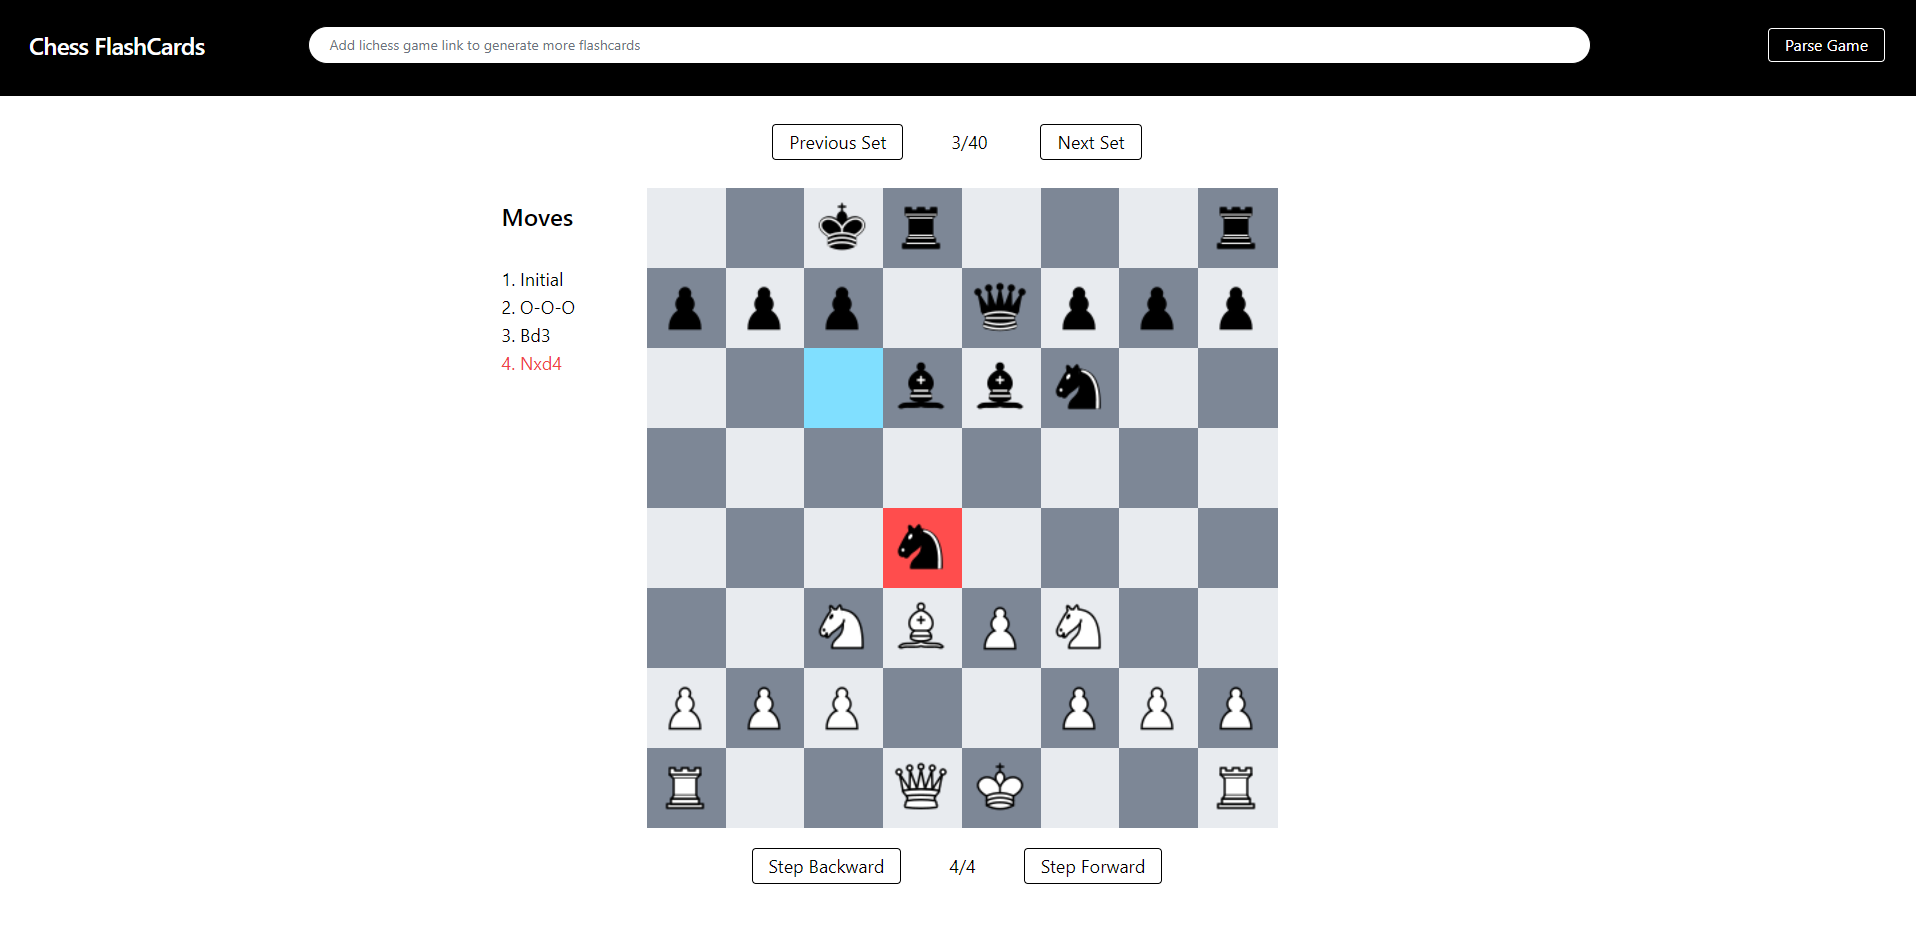 Chess FlashCards
Add lichess game link to generate more flashcards
Parse Game
Previous Set
3/40
Next Set
Moves
1. Initial
2. O-O-O
3. Bd3
4. Nxd4
Step Backward
4/4
Step Forward